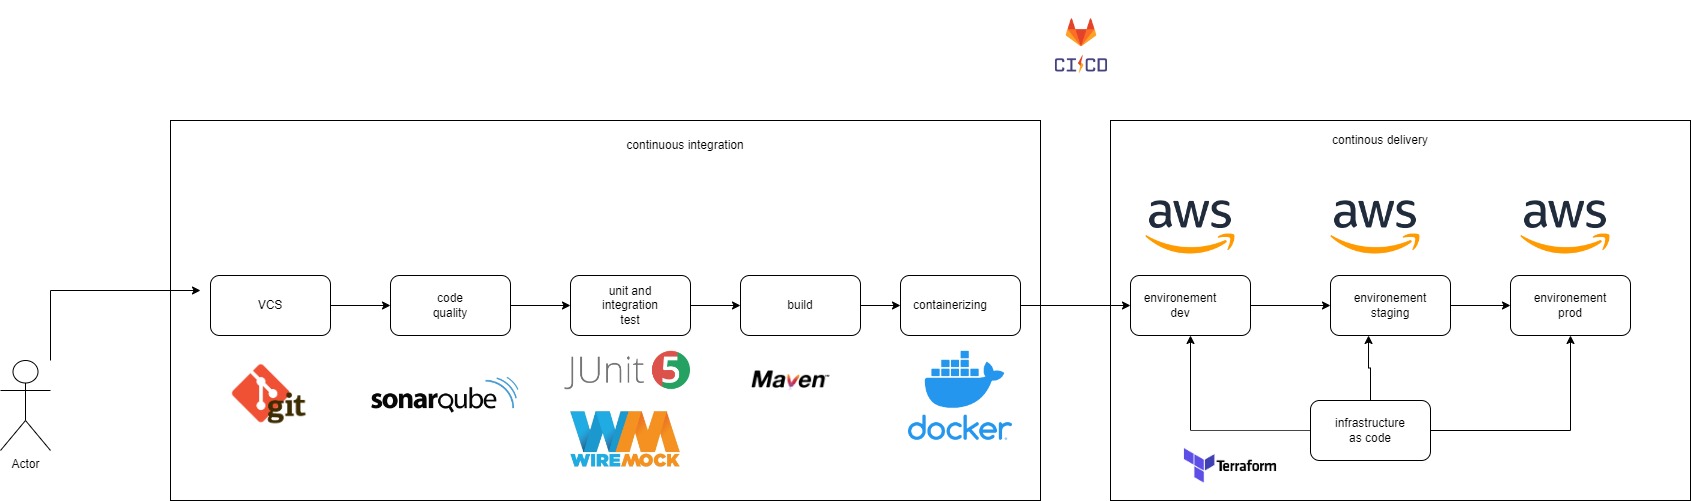 CI/CD
continuous integration
continous delivery
aws
aws
aws
VCS
code
quality
unit and
integration
test
build
containerizing
environement
dev
environement
staging
environement
prod
git
sonarqube
JUnit 5
WIREMOCK
Maven™
docker
infrastructure
as code
Terraform
Actor